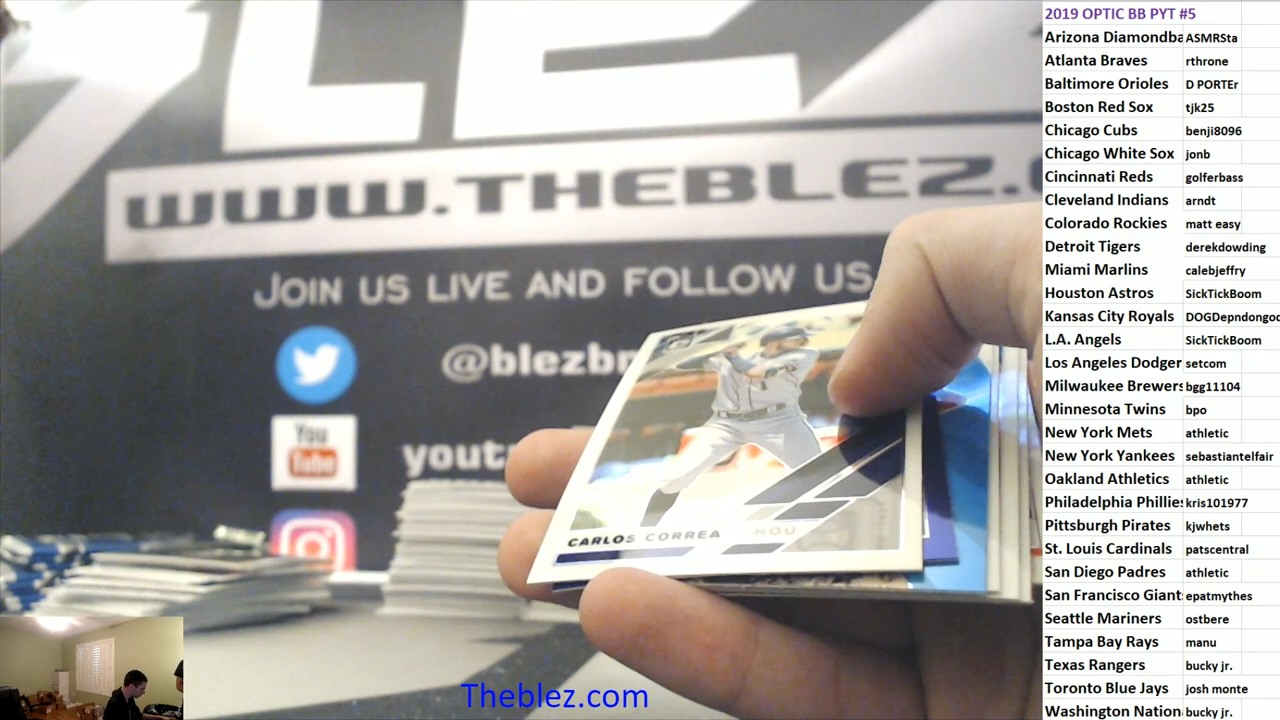 WWW.THEBLEZ.
JOIN US LIVE AND FOLLOW US
@blezb
You
Tube
CARLOS CORREA HOU
Theblez.com
2019 OPTIC BB PYT #5
Arizona Diamondba ASMRSta
Atlanta Braves rthrone
Baltimore Orioles D PORTEr
Boston Red Sox tjk25
Chicago Cubs benji8096
Chicago White Sox jonb
Cincinnati Reds golferbass
Cleveland Indians arndt
Colorado Rockies matt easy
Detroit Tigers derekdowding
Miami Marlins calebjeffry
Houston Astros SickTickBoom
Kansas City Royals DOGDepndongod
L.A. Angels SickTickBoom
Los Angeles Dodger setcom
Milwaukee Brewers bgg11104
Minnesota Twins bpo
New York Mets athletic
New York Yankees sebastiantelfair
Oakland Athletics athletic
Philadelphia Phillies kris101977
Pittsburgh Pirates kjwhets
St. Louis Cardinals patscentral
San Diego Padres athletic
San Francisco Giants epatmythes
Seattle Mariners ostbere
Tampa Bay Rays manu
Texas Rangers bucky jr.
Toronto Blue Jays josh monte
Washington Nation bucky jr.